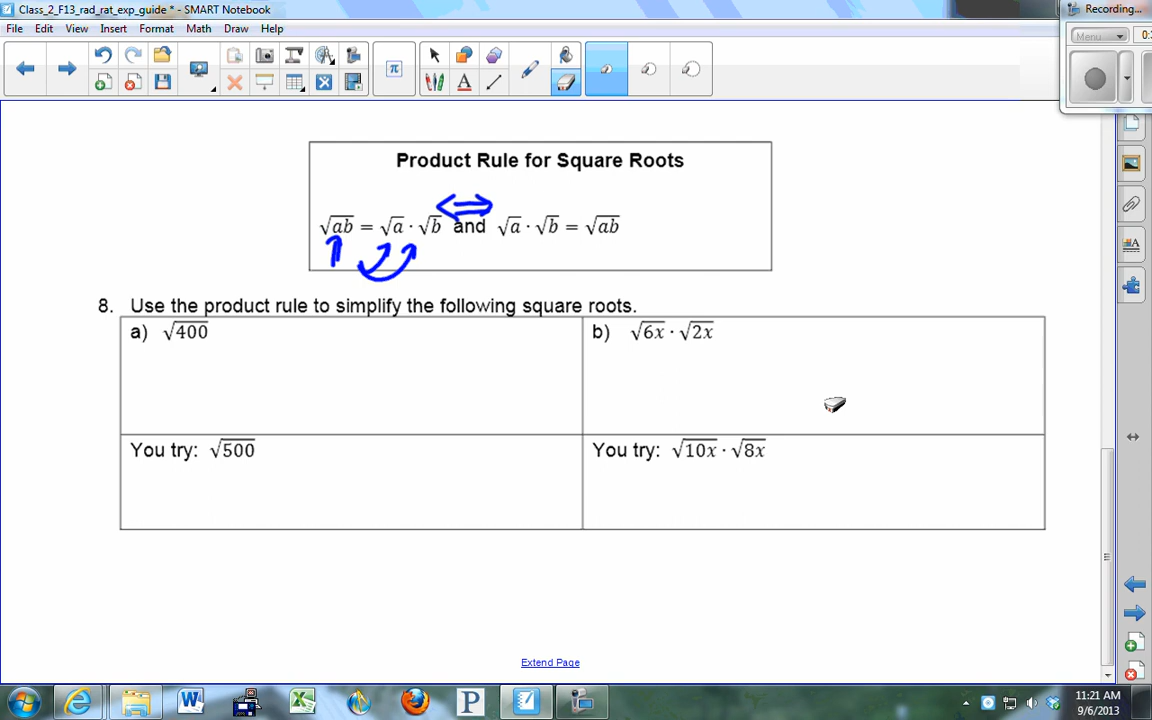 Class_2_F13_rad_rat_exp_guide * - SMART Notebook
Recording...
File Edit View Insert Format Math Draw Help
Menu
0:
π
A
Product Rule for Square Roots
√ab = √a · √b and √a · √b = √ab
8. Use the product rule to simplify the following square roots.
a) √400
b) √6x · √2x
You try: √500
You try: √10x · √8x
Extend Page
11:21 AM
9/6/2013